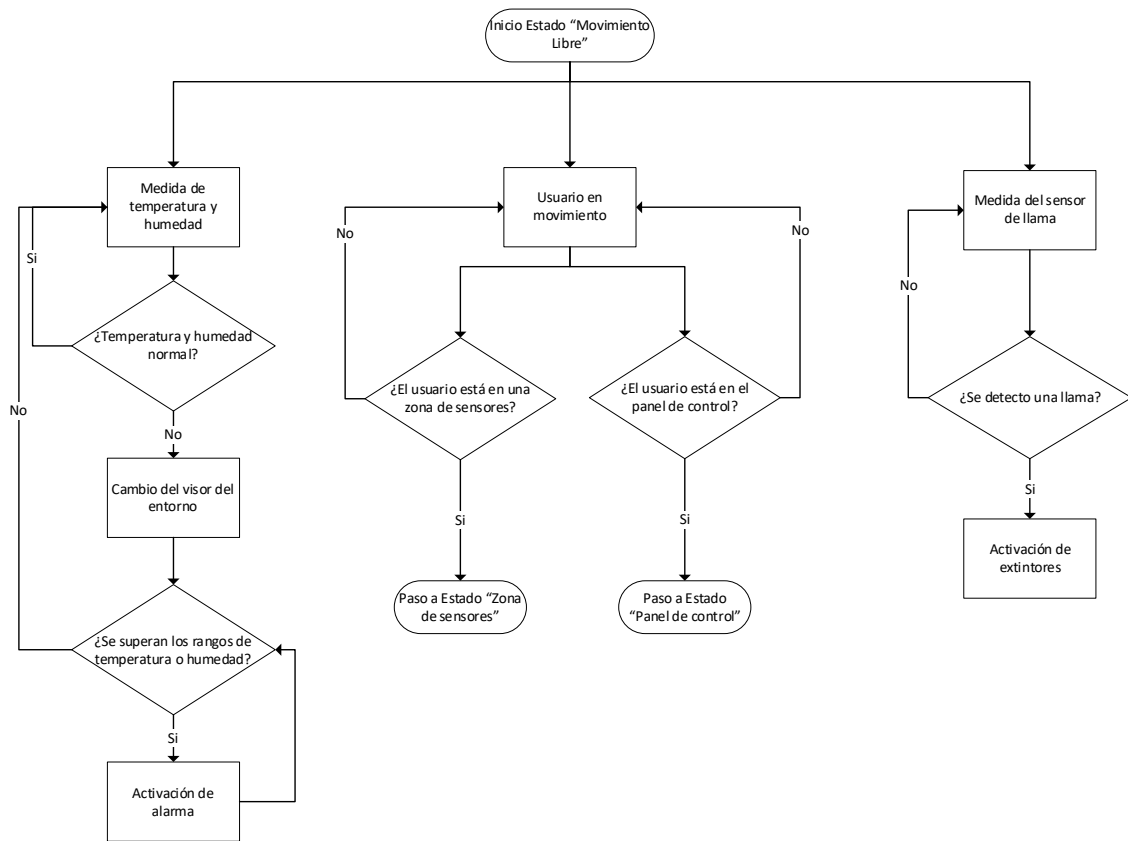 Inicio Estado “Movimiento
Libre”
Medida de
temperatura y
humedad
Usuario en
movimiento
Medida del sensor
de llama
Si
No
No
No
¿Temperatura y humedad
normal?
¿El usuario está en una
zona de sensores?
¿El usuario está en el
panel de control?
¿Se detecto una llama?
No
No
Cambio del visor del
entorno
Si
Si
Si
Activación de
extintores
Paso a Estado “Zona
de sensores”
Paso a Estado
“Panel de control”
¿Se superan los rangos de
temperatura o humedad?
Si
Activación de
alarma